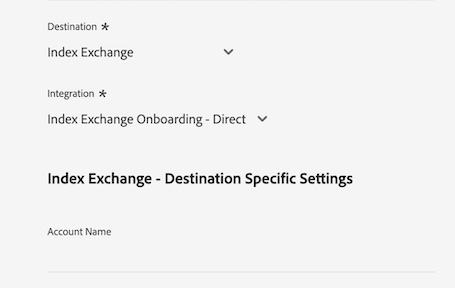 Destination *
Index Exchange
Integration *
Index Exchange Onboarding - Direct
Index Exchange - Destination Specific Settings
Account Name